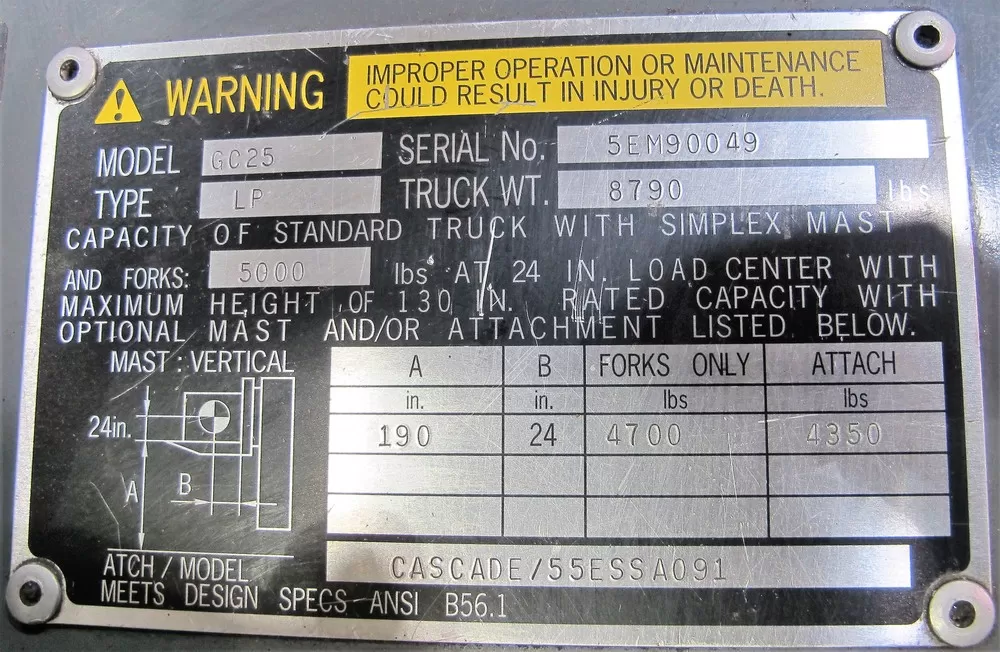 WARNING
IMPROPER OPERATION OR MAINTENANCE
COULD RESULT IN INJURY OR DEATH.
MODEL GC25 SERIAL No. 5EM90049
TYPE LP TRUCK WT. 8790 lbs
CAPACITY OF STANDARD TRUCK WITH SIMPLEX MAST
AND FORKS: 5000 lbs AT 24 IN. LOAD CENTER WITH
MAXIMUM HEIGHT OF 130 IN. RATED CAPACITY WITH
OPTIONAL MAST AND/OR ATTACHMENT LISTED BELOW.
MAST : VERTICAL
24in.
A
B
A B FORKS ONLY ATTACH
in. in. lbs lbs
190 24 4700 4350
ATCH / MODEL CASCADE/55ESSA091
MEETS DESIGN SPECS ANSI B56.1